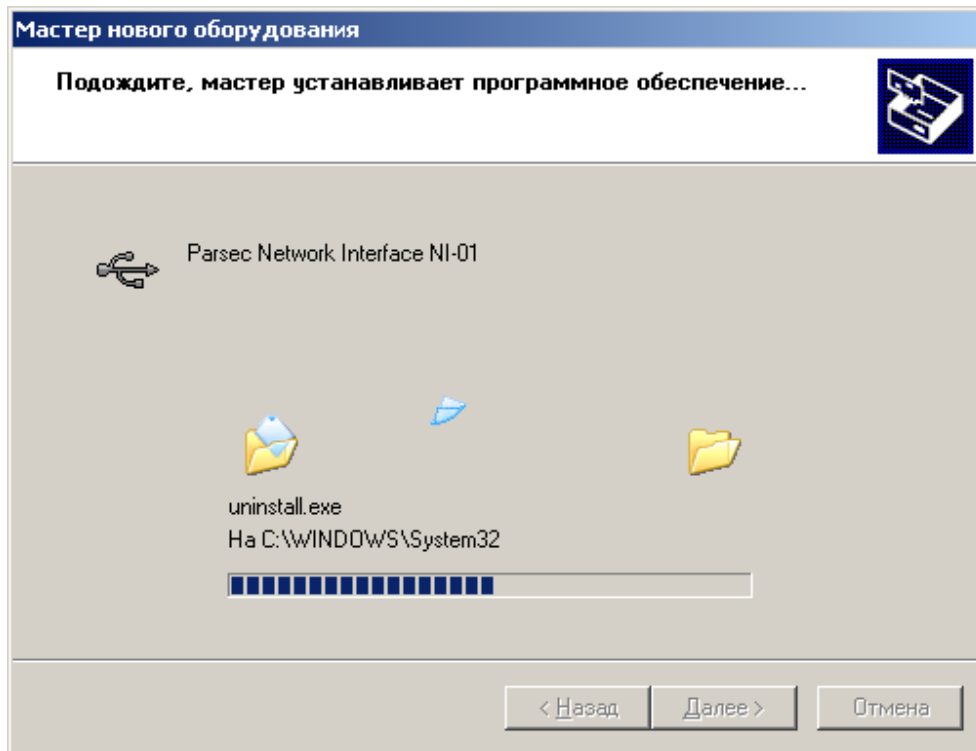 Мастер нового оборудования
Подождите, мастер устанавливает программное обеспечение...
Parsec Network Interface NI-01
uninstall.exe
На C:\WINDOWS\System32
< Назад
Далее >
Отмена